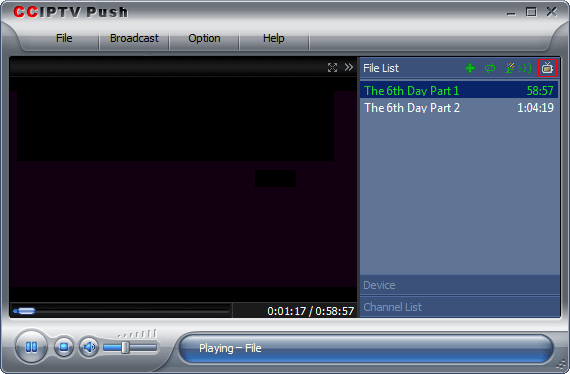 CCIPTV Push
File Broadcast Option Help
File List
The 6th Day Part 1 58:57
The 6th Day Part 2 1:04:19
Device
Channel List
0:01:17 / 0:58:57
Playing – File